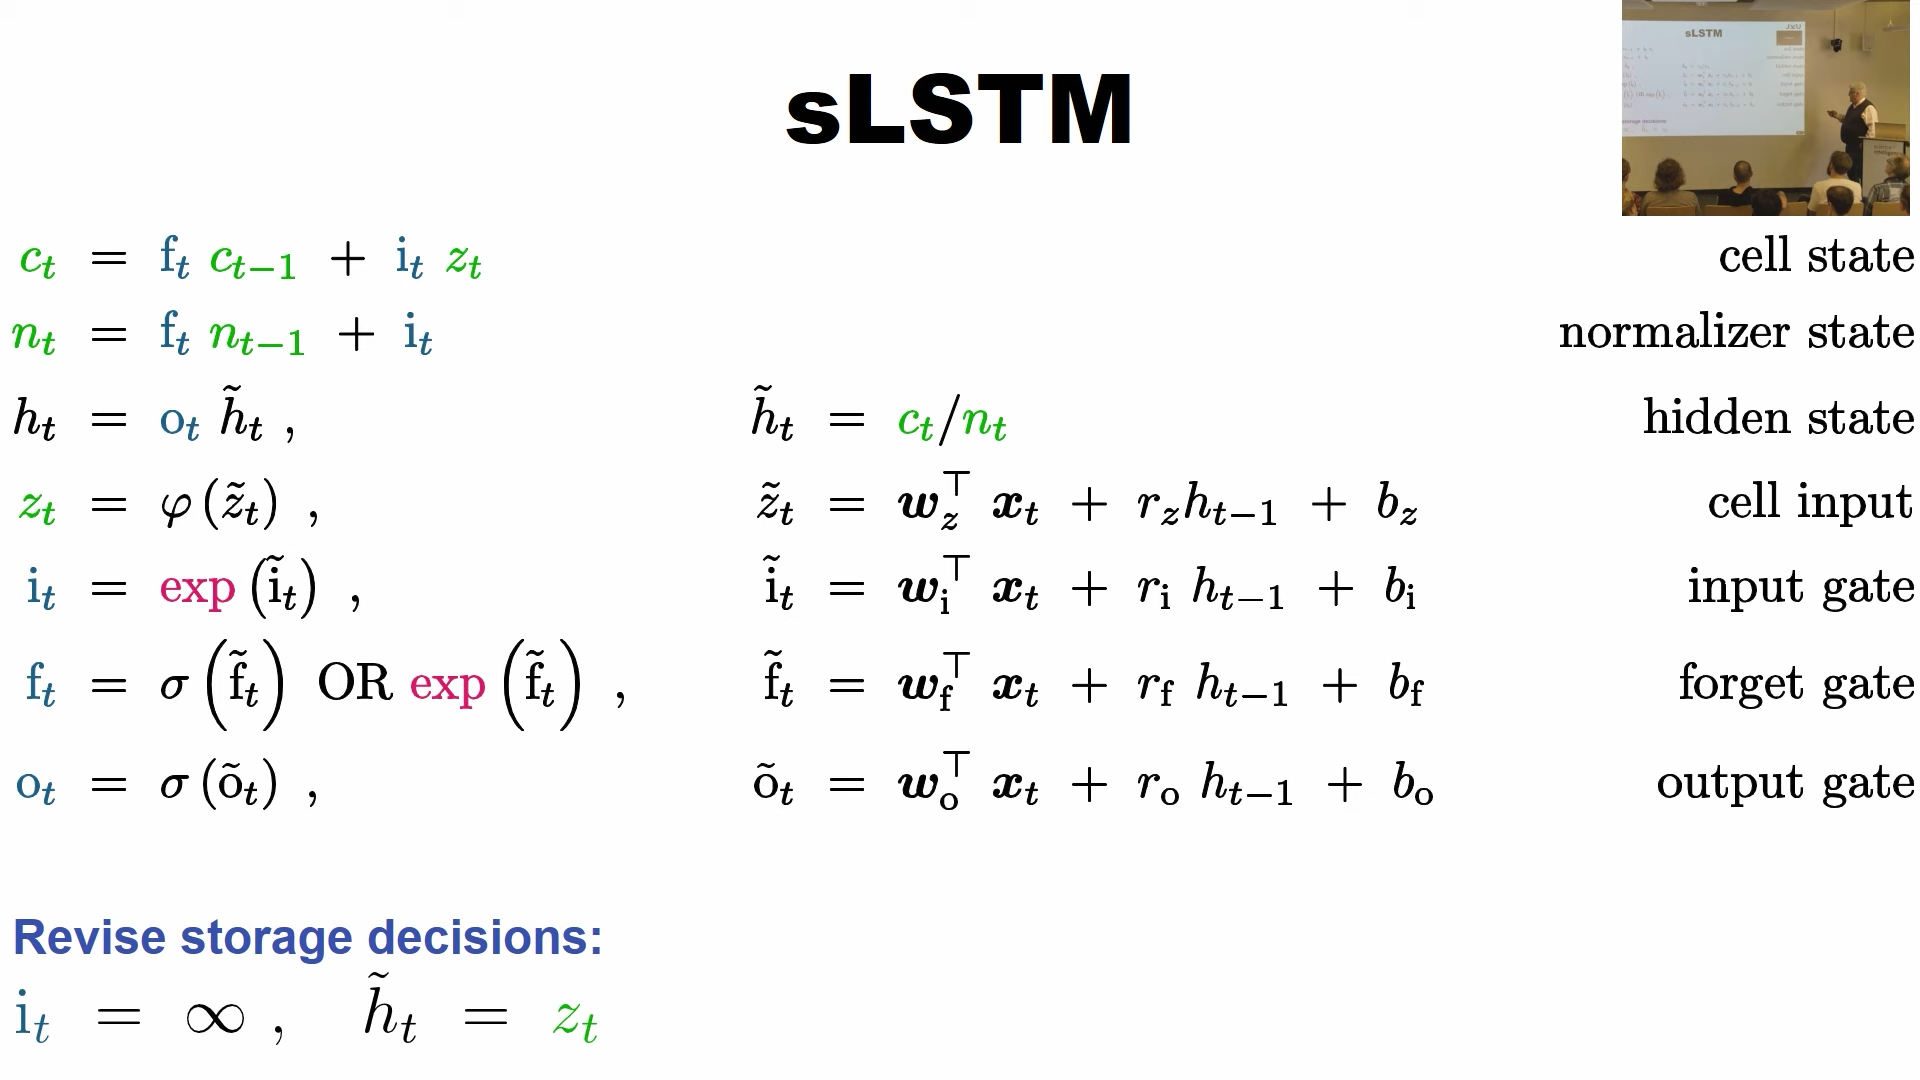 sLSTM
sLSTM
c_t = f_t c_{t−1} + i_t z_t cell state
n_t = f_t n_{t−1} + i_t normalizer state
h_t = o_t h̃_t , h̃_t = c_t/n_t hidden state
z_t = φ(z̃_t) , z̃_t = w_z^⊤ x_t + r_z h_{t−1} + b_z cell input
i_t = exp(ĩ_t) , ĩ_t = w_i^⊤ x_t + r_i h_{t−1} + b_i input gate
f_t = σ(f̃_t) OR exp(f̃_t) , f̃_t = w_f^⊤ x_t + r_f h_{t−1} + b_f forget gate
o_t = σ(õ_t) , õ_t = w_o^⊤ x_t + r_o h_{t−1} + b_o output gate
Revise storage decisions:
i_t = ∞ , h̃_t = z_t